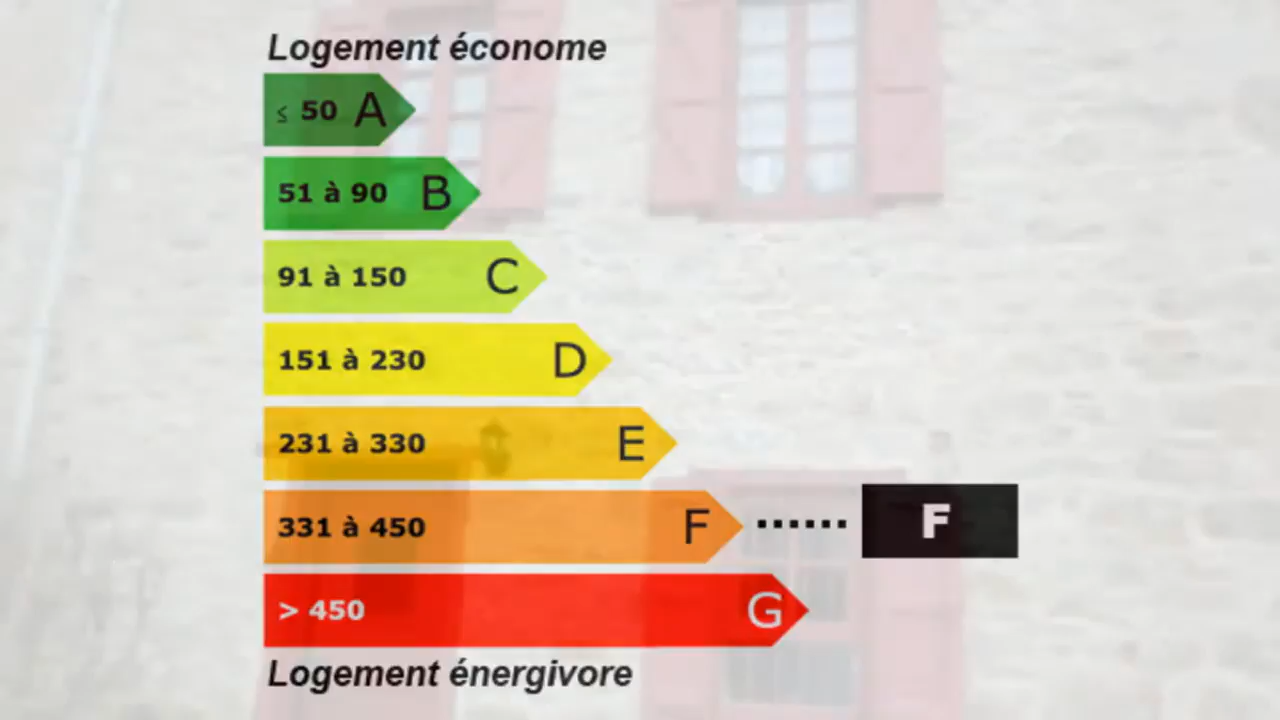 Logement économe
≤ 50 A
51 à 90 B
91 à 150 C
151 à 230 D
231 à 330 E
331 à 450 F F
> 450 G
Logement énergivore